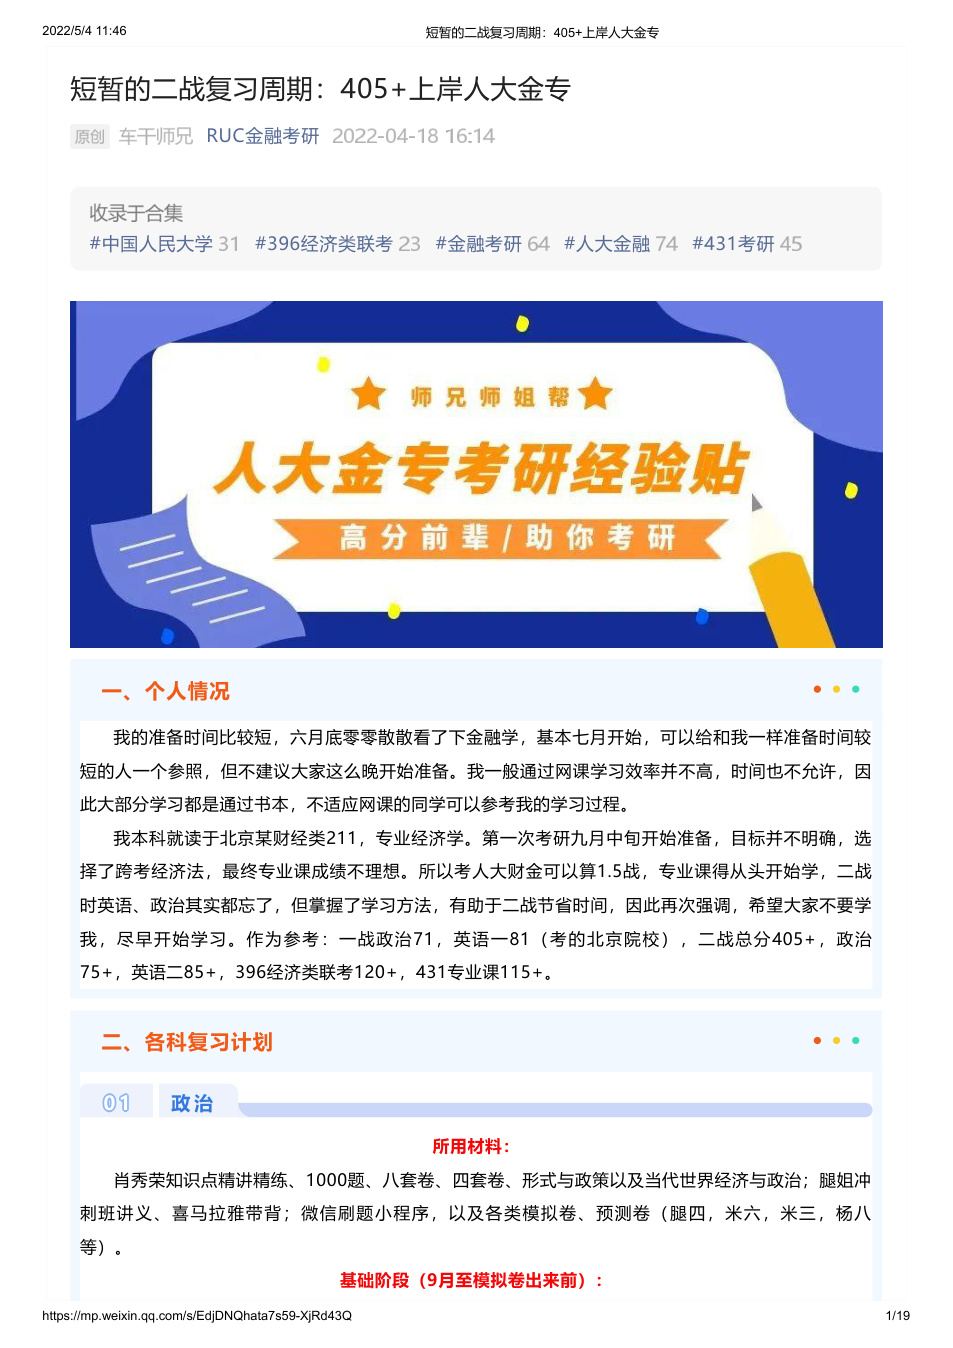 2022/5/4 11:46
短暂的二战复习周期：405+上岸人大金专
短暂的二战复习周期：405+上岸人大金专
原创 车干师兄 RUC金融考研 2022-04-18 16:14
收录于合集
#中国人民大学 31 #396经济类联考 23 #金融考研 64 #人大金融 74 #431考研 45
师兄师姐帮
人大金专考研经验贴
高分前辈/助你考研
一、个人情况
我的准备时间比较短，六月底零零散散看了下金融学，基本七月开始，可以给和我一样准备时间较
短的人一个参照，但不建议大家这么晚开始准备。我一般通过网课学习效率并不高，时间也不允许，因
此大部分学习都是通过书本，不适应网课的同学可以参考我的学习过程。
我本科就读于北京某财经类211，专业经济学。第一次考研九月中旬开始准备，目标并不明确，选
择了跨考经济法，最终专业课成绩不理想。所以考人大财金可以算1.5战，专业课得从头开始学，二战
时英语、政治其实都忘了，但掌握了学习方法，有助于二战节省时间，因此再次强调，希望大家不要学
我，尽早开始学习。作为参考：一战政治71，英语一81（考的北京院校），二战总分405+，政治
75+，英语二85+，396经济类联考120+，431专业课115+。
二、各科复习计划
01 政治
所用材料：
肖秀荣知识点精讲精练、1000题、八套卷、四套卷、形式与政策以及当代世界经济与政治；腿姐冲
刺班讲义、喜马拉雅带背；微信刷题小程序，以及各类模拟卷、预测卷（腿四，米六，米三，杨八
等）。
基础阶段（9月至模拟卷出来前）：
https://mp.weixin.qq.com/s/EdjDNQhata7s59-XjRd43Q
1/19